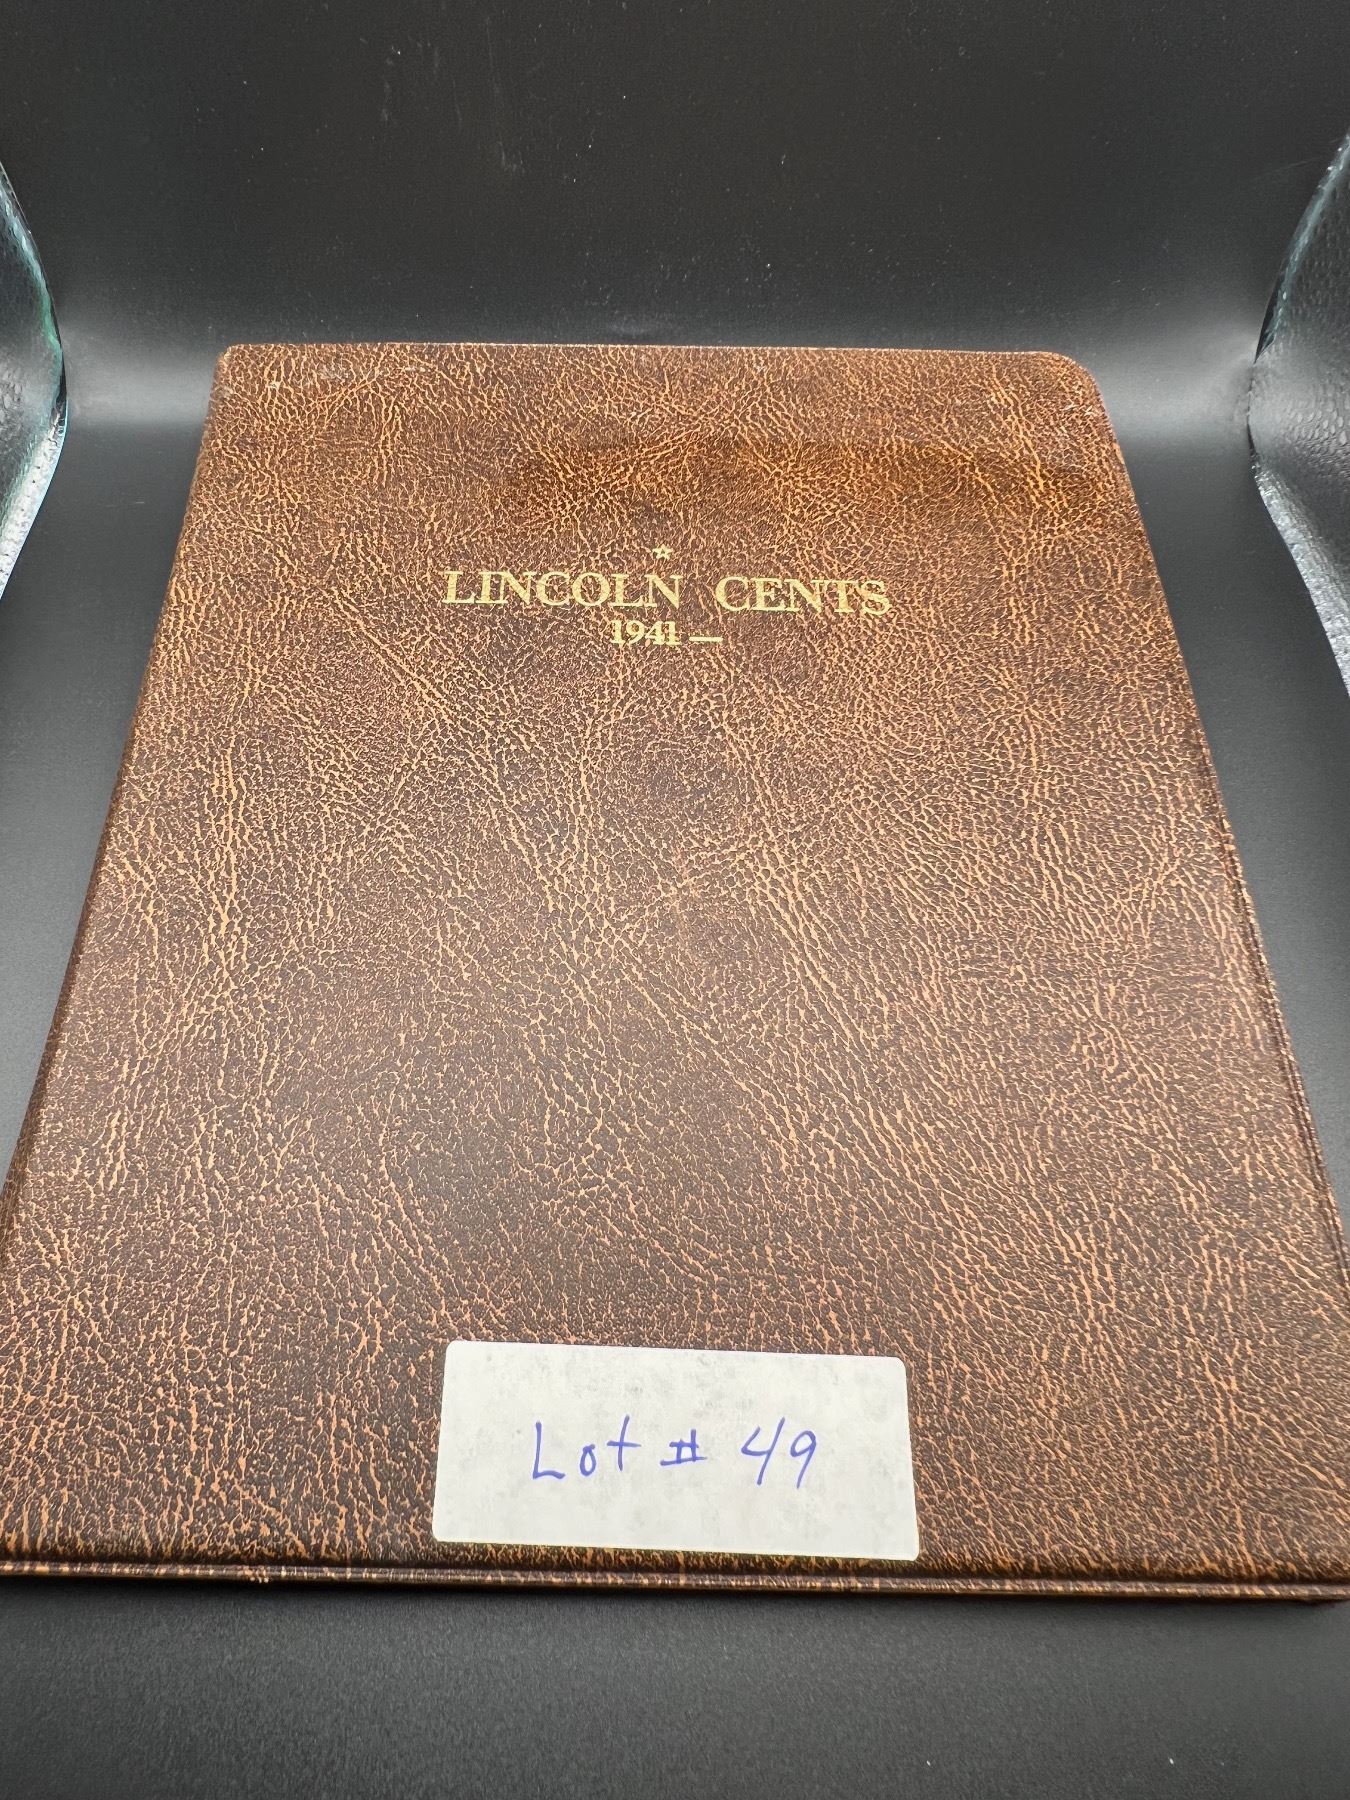 LINCOLN CENTS
1941 —
Lot # 49